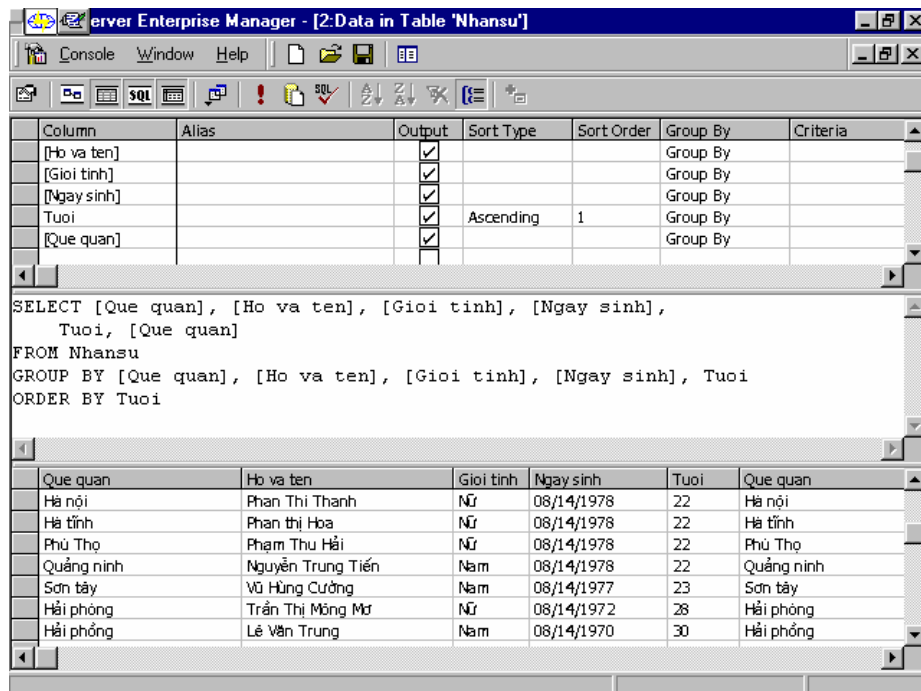 erver Enterprise Manager - [2:Data in Table 'Nhansu']
Console Window Help
SQL SQL
Column Alias Output Sort Type Sort Order Group By Criteria
[Ho va ten] Group By
[Gioi tinh] Group By
[Ngay sinh] Group By
Tuoi Ascending 1 Group By
[Que quan] Group By
SELECT [Que quan], [Ho va ten], [Gioi tinh], [Ngay sinh],
Tuoi, [Que quan]
FROM Nhansu
GROUP BY [Que quan], [Ho va ten], [Gioi tinh], [Ngay sinh], Tuoi
ORDER BY Tuoi
Que quan Ho va ten Gioi tinh Ngay sinh Tuoi Que quan
Hà nội Phan Thi Thanh Nữ 08/14/1978 22 Hà nội
Hà tĩnh Phan thị Hoa Nữ 08/14/1978 22 Hà tĩnh
Phú Thọ Phạm Thu Hải Nữ 08/14/1978 22 Phú Thọ
Quảng ninh Nguyễn Trung Tiến Nam 08/14/1978 22 Quảng ninh
Sơn tây Vũ Hùng Cường Nam 08/14/1977 23 Sơn tây
Hải phòng Trần Thị Mông Mơ Nữ 08/14/1972 28 Hải phòng
Hải phồng Lê Văn Trung Nam 08/14/1970 30 Hải phồng